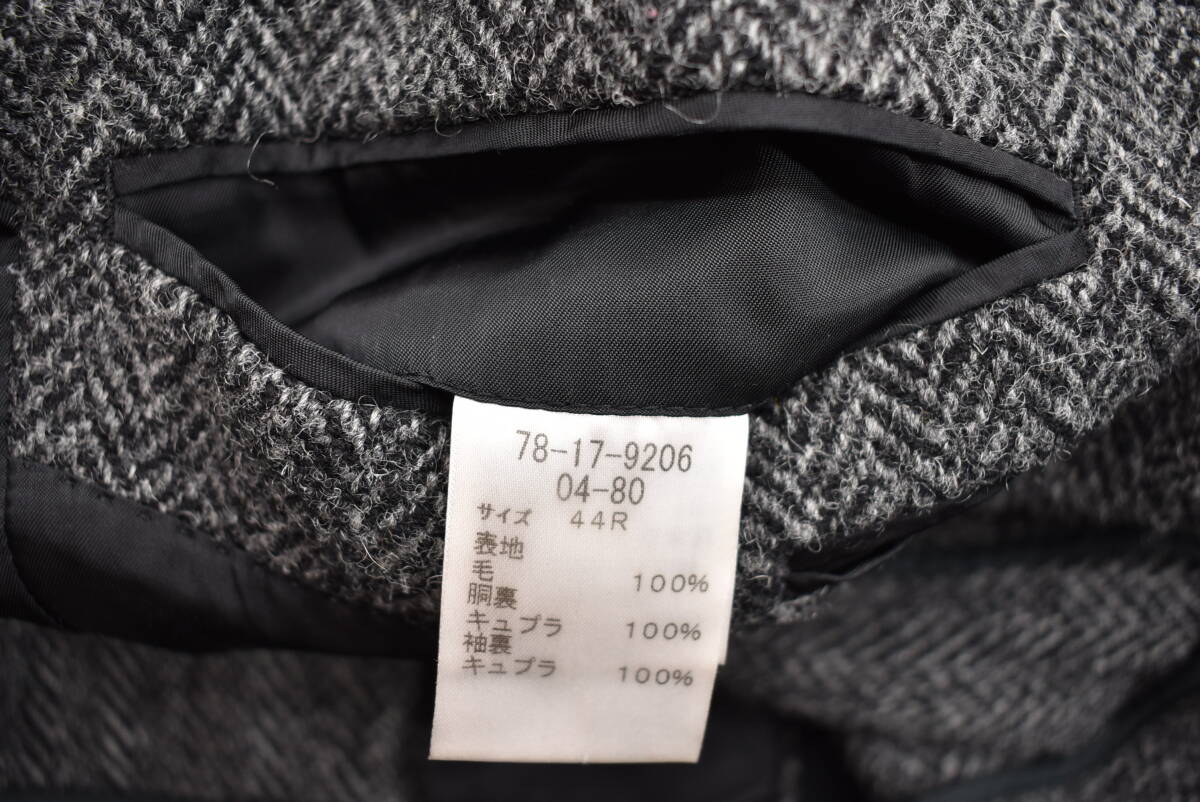 78-17-9206
04-80
サイズ 44R
表地
毛 100%
胴裏
キュプラ 100%
袖裏
キュプラ 100%